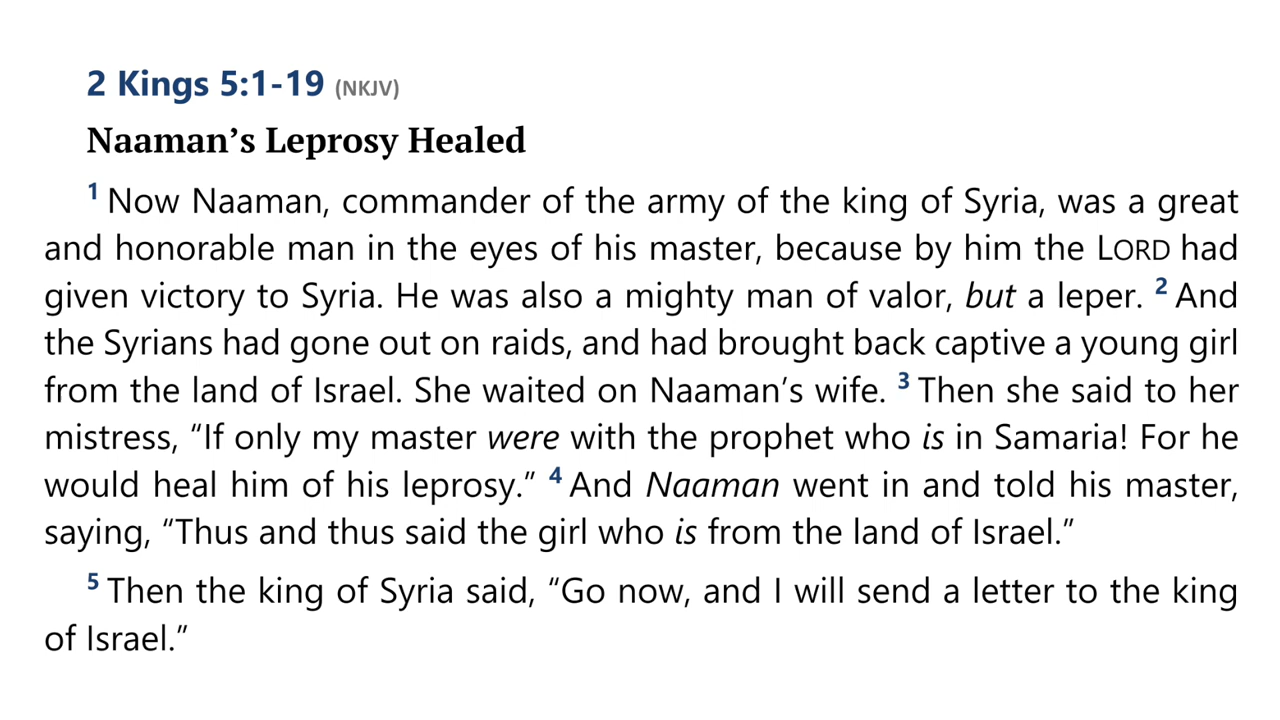 2 Kings 5:1-19 (NKJV)
Naaman’s Leprosy Healed
1 Now Naaman, commander of the army of the king of Syria, was a great
and honorable man in the eyes of his master, because by him the LORD had
given victory to Syria. He was also a mighty man of valor, but a leper. 2 And
the Syrians had gone out on raids, and had brought back captive a young girl
from the land of Israel. She waited on Naaman’s wife. 3 Then she said to her
mistress, “If only my master were with the prophet who is in Samaria! For he
would heal him of his leprosy.” 4 And Naaman went in and told his master,
saying, “Thus and thus said the girl who is from the land of Israel.”
5 Then the king of Syria said, “Go now, and I will send a letter to the king
of Israel.”